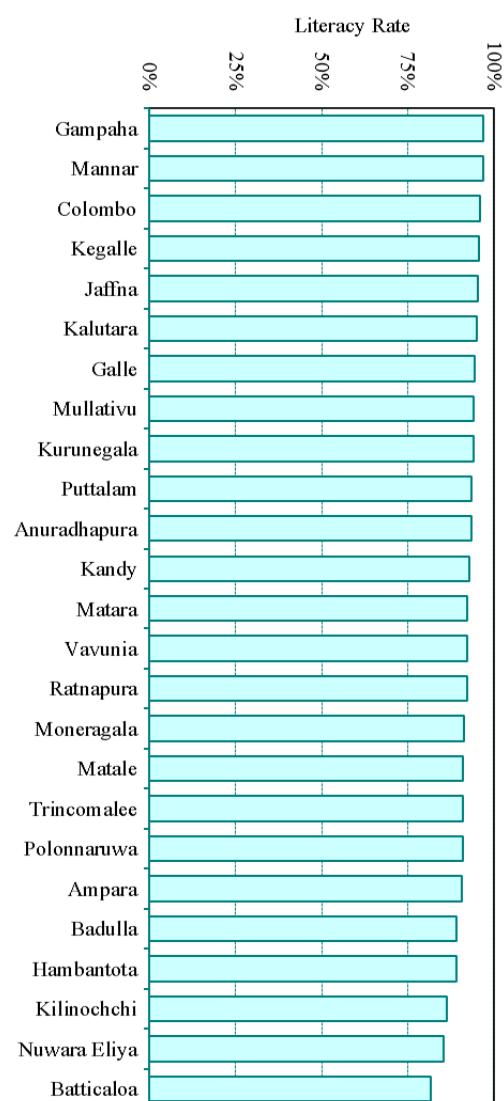 Literacy Rate
0%
25%
50%
75%
100%
Gampaha
Mannar
Colombo
Kegalle
Jaffna
Kalutara
Galle
Mullativu
Kurunegala
Puttalam
Anuradhapura
Kandy
Matara
Vavunia
Ratnapura
Moneragala
Matale
Trincomalee
Polonnaruwa
Ampara
Badulla
Hambantota
Kilinochchi
Nuwara Eliya
Batticaloa